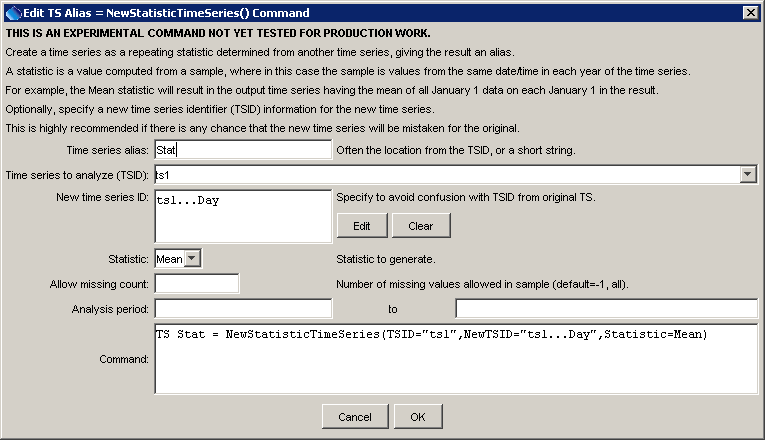 Edit TS Alias = NewStatisticTimeSeries() Command
THIS IS AN EXPERIMENTAL COMMAND NOT YET TESTED FOR PRODUCTION WORK.
Create a time series as a repeating statistic determined from another time series, giving the result an alias.
A statistic is a value computed from a sample, where in this case the sample is values from the same date/time in each year of the time series.
For example, the Mean statistic will result in the output time series having the mean of all January 1 data on each January 1 in the result.
Optionally, specify a new time series identifier (TSID) information for the new time series.
This is highly recommended if there is any chance that the new time series will be mistaken for the original.
Time series alias: Stat Often the location from the TSID, or a short string.
Time series to analyze (TSID): ts1
New time series ID: ts1...Day Specify to avoid confusion with TSID from original TS.
Edit Clear
Statistic: Mean Statistic to generate.
Allow missing count: Number of missing values allowed in sample (default=-1, all).
Analysis period: to
TS Stat = NewStatisticTimeSeries(TSID="ts1",NewTSID="ts1...Day",Statistic=Mean)
Command:
Cancel OK